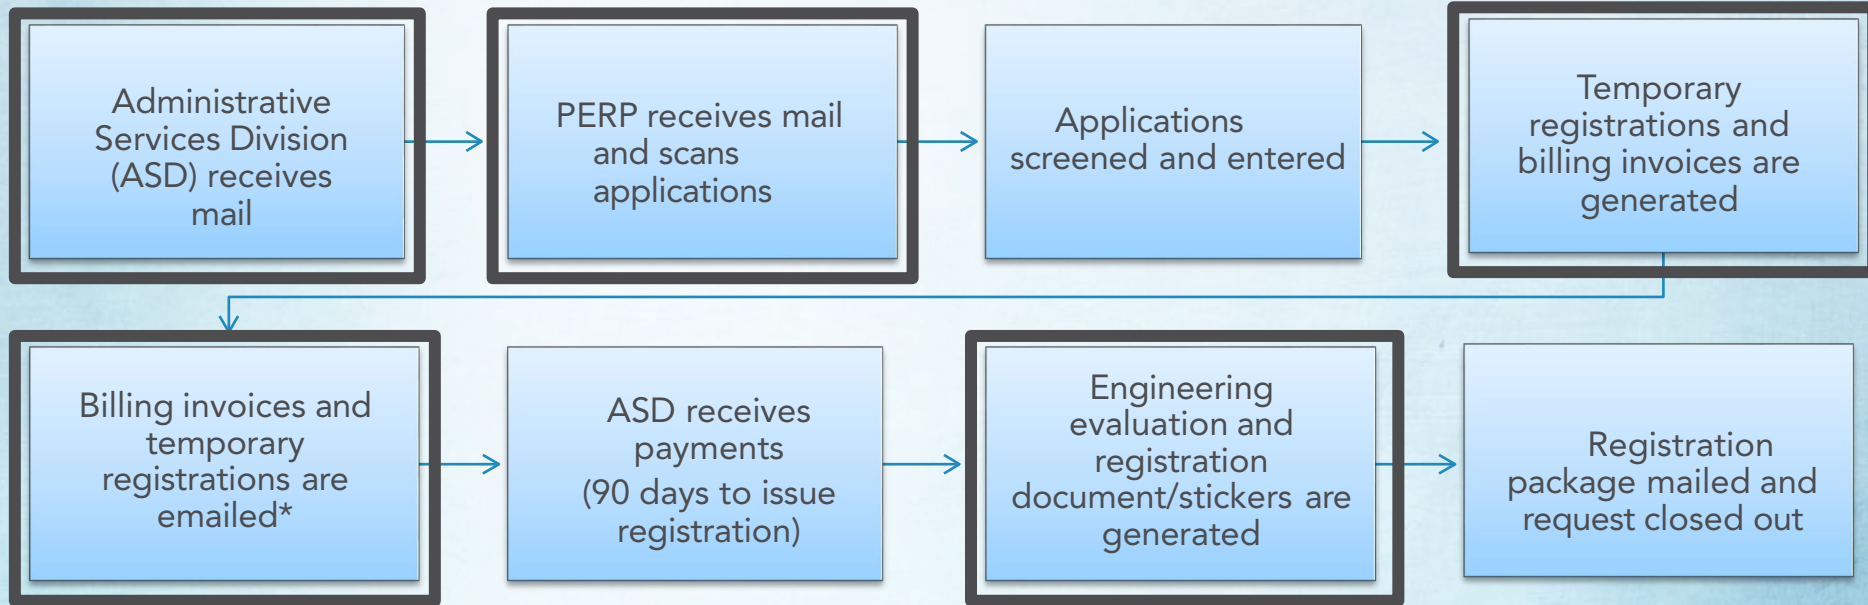 Administrative
Services Division
(ASD) receives
mail
PERP receives mail
and scans
applications
Applications
screened and entered
Temporary
registrations and
billing invoices are
generated
Billing invoices and
temporary
registrations are
emailed*
ASD receives
payments
(90 days to issue
registration)
Engineering
evaluation and
registration
document/stickers are
generated
Registration
package mailed and
request closed out